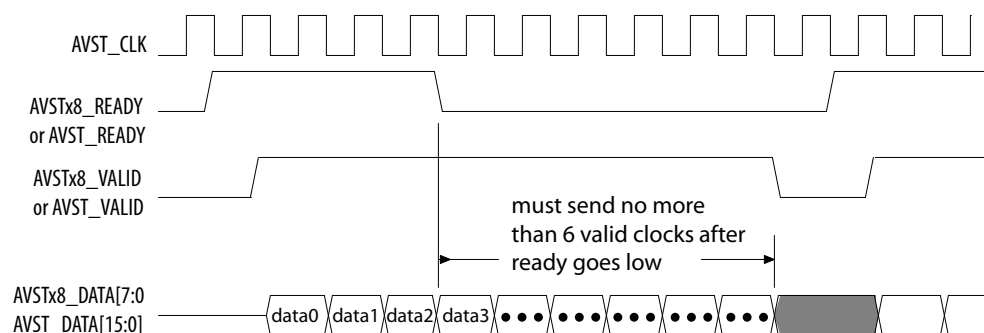 AVST_CLK
AVSTx8_READY
or AVST_READY
AVSTx8_VALID
or AVST_VALID
must send no more
than 6 valid clocks after
ready goes low
AVSTx8_DATA[7:0
AVST_DATA[15:0]
data0 data1 data2 data3